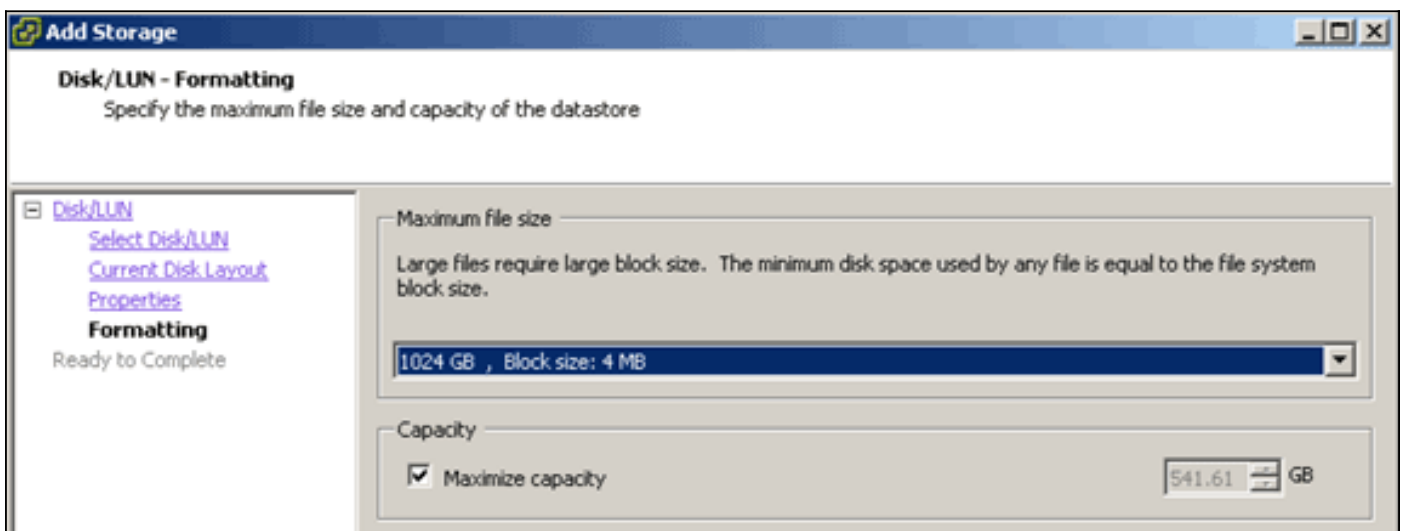 Add Storage
Disk/LUN - Formatting
Specify the maximum file size and capacity of the datastore
Disk/LUN
Select Disk/LUN
Current Disk Layout
Properties
Formatting
Ready to Complete
Maximum file size
Large files require large block size. The minimum disk space used by any file is equal to the file system
block size.
1024 GB , Block size: 4 MB
Capacity
Maximize capacity
541.61 GB